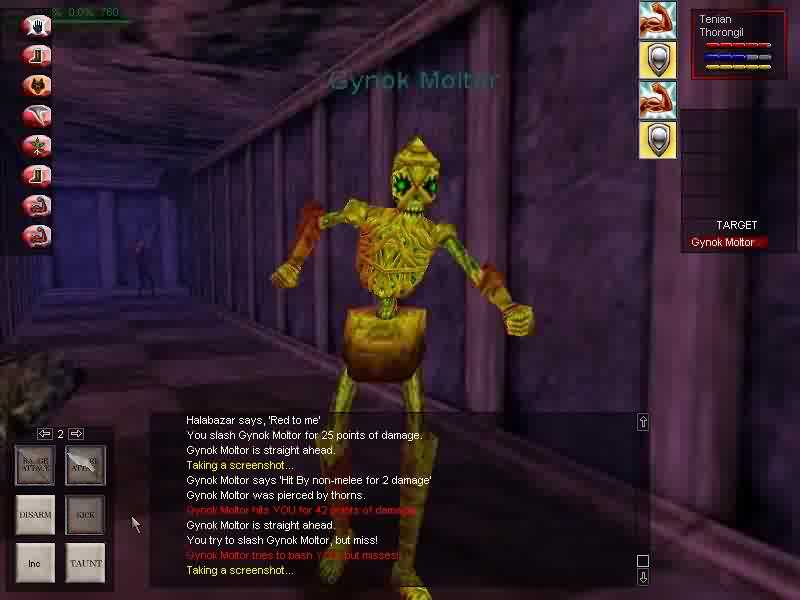 % 0.0% 760
Tenian
Thorongil
Gynok Moltor
TARGET
Gynok Moltor
Halabazar says, 'Red to me'
You slash Gynok Moltor for 25 points of damage.
Gynok Moltor is straight ahead.
Taking a screenshot...
Gynok Moltor says 'Hit By non-melee for 2 damage'
Gynok Moltor was pierced by thorns.
Gynok Moltor hits YOU for 42 points of damage.
Gynok Moltor is straight ahead.
You try to slash Gynok Moltor, but miss!
Gynok Moltor tries to bash YOU, but misses!
Taking a screenshot...
2
DISARM
KICK
Inc
TAUNT